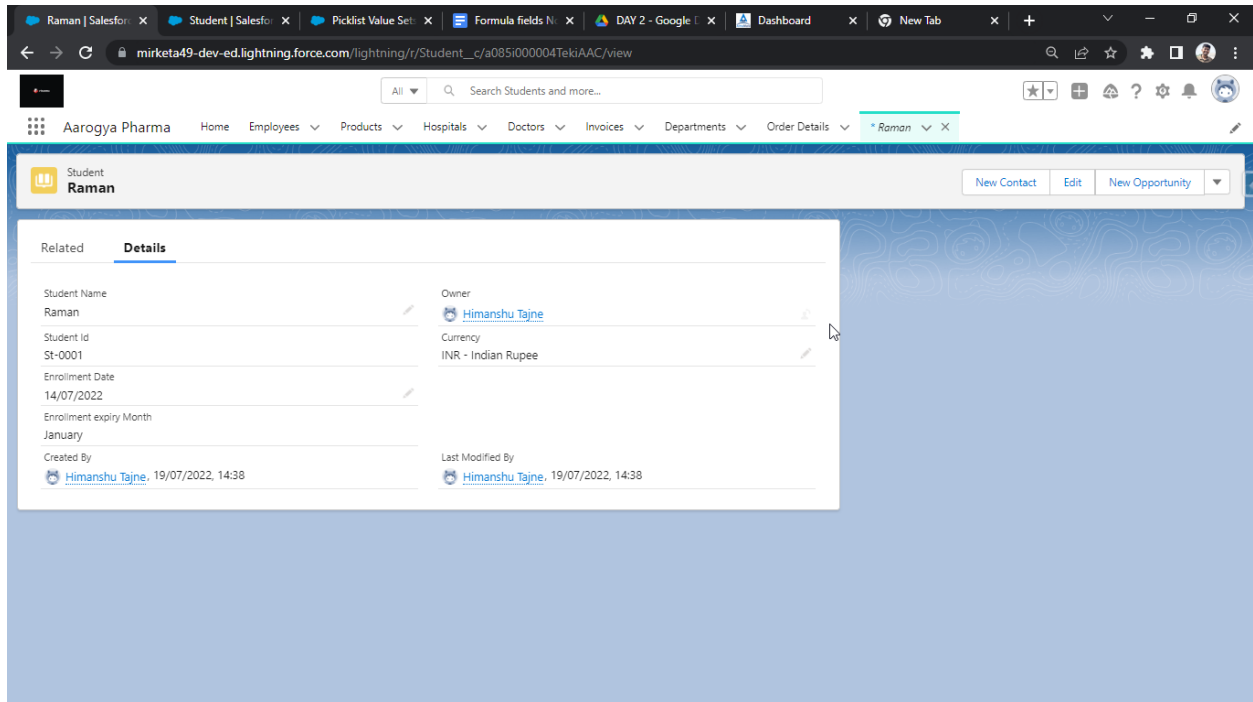 Raman | Salesfor
Student | Salesfor
Picklist Value Set
Formula fields N
DAY 2 - Google D
Dashboard
New Tab
mirketa49-dev-ed.lightning.force.com/lightning/r/Student__c/a085i000004TekiAAC/view
All
Search Students and more...
Aarogya Pharma
Home
Employees
Products
Hospitals
Doctors
Invoices
Departments
Order Details
* Raman
Student
Raman
New Contact
Edit
New Opportunity
Related
Details
Student Name
Raman
Owner
Himanshu Tajne
Student Id
St-0001
Currency
INR - Indian Rupee
Enrollment Date
14/07/2022
Enrollment expiry Month
January
Created By
Himanshu Tajne, 19/07/2022, 14:38
Last Modified By
Himanshu Tajne, 19/07/2022, 14:38